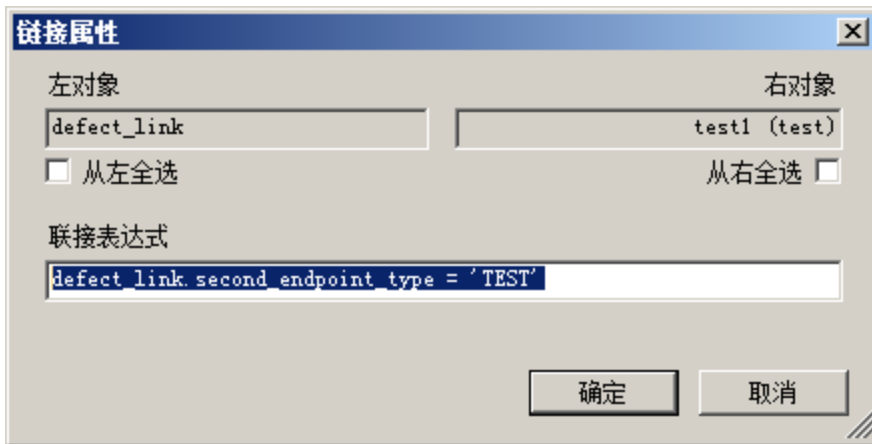 链接属性
左对象 右对象
defect_link test1 (test)
从左全选 从右全选
联接表达式
defect_link.second_endpoint_type = 'TEST'
确定 取消